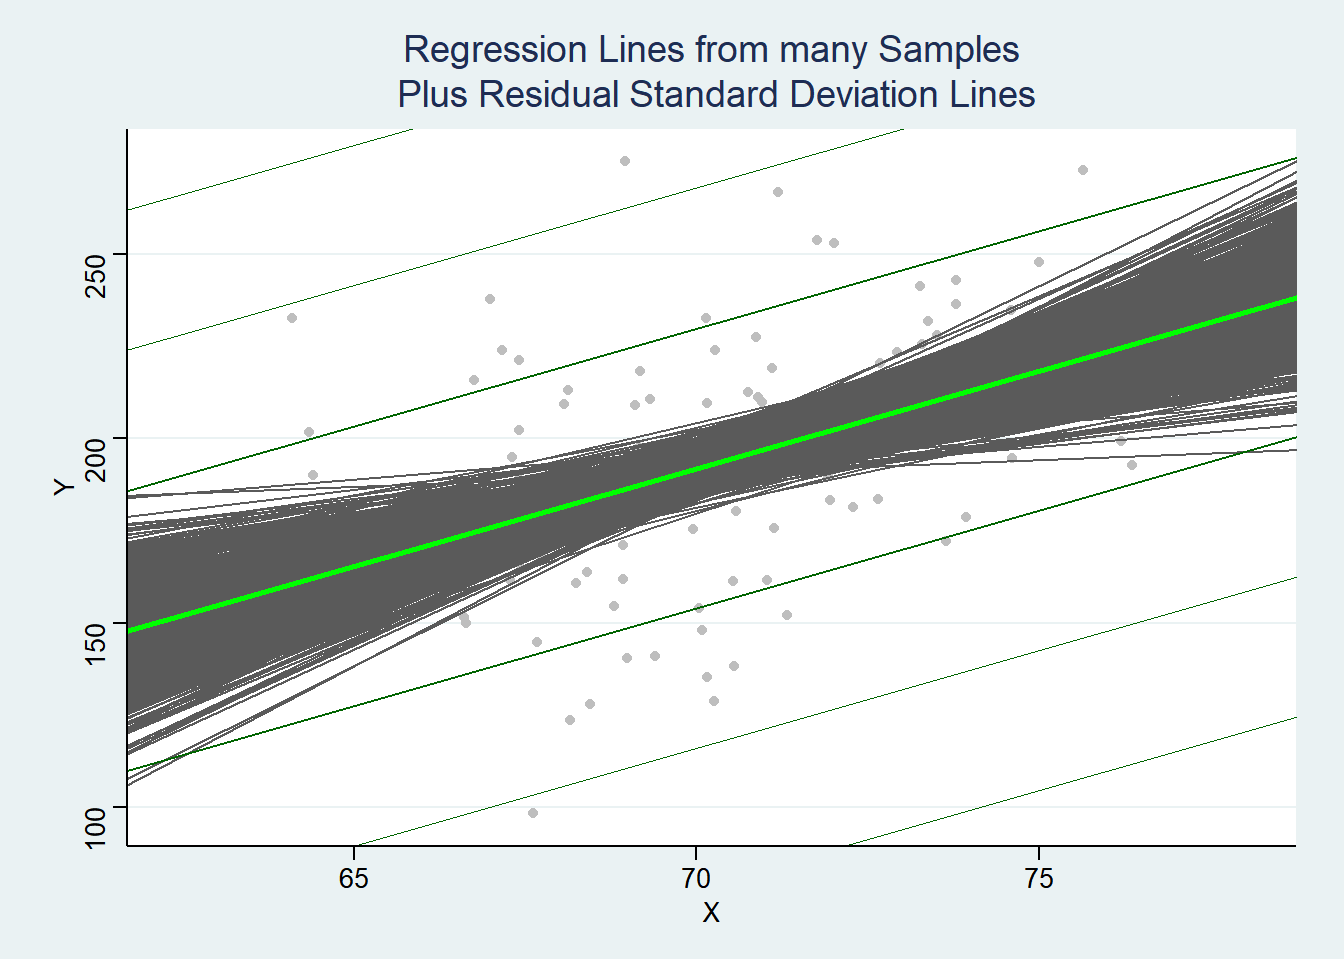 Regression Lines from many Samples
Plus Residual Standard Deviation Lines
250
200
150
100
Y
65 70 75
X